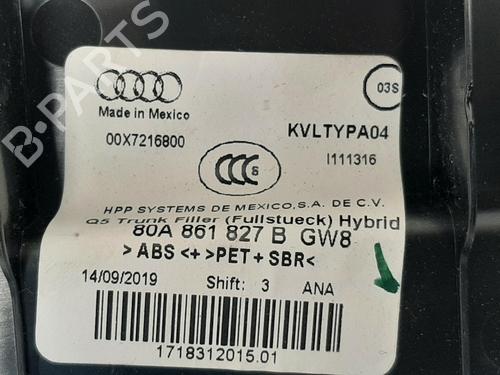 B-PARTS
03S
Made in Mexico
KVLTYPA04
00X7216800
I111316
CCC S
HPP SYSTEMS DE MEXICO,S.A. DE C.V.
Q5 Trunk Filler (Fullstueck) Hybrid
80A 861 827 B GW8
>ABS<+>PET+SBR<
14/09/2019 Shift: 3 ANA
1718312015.01